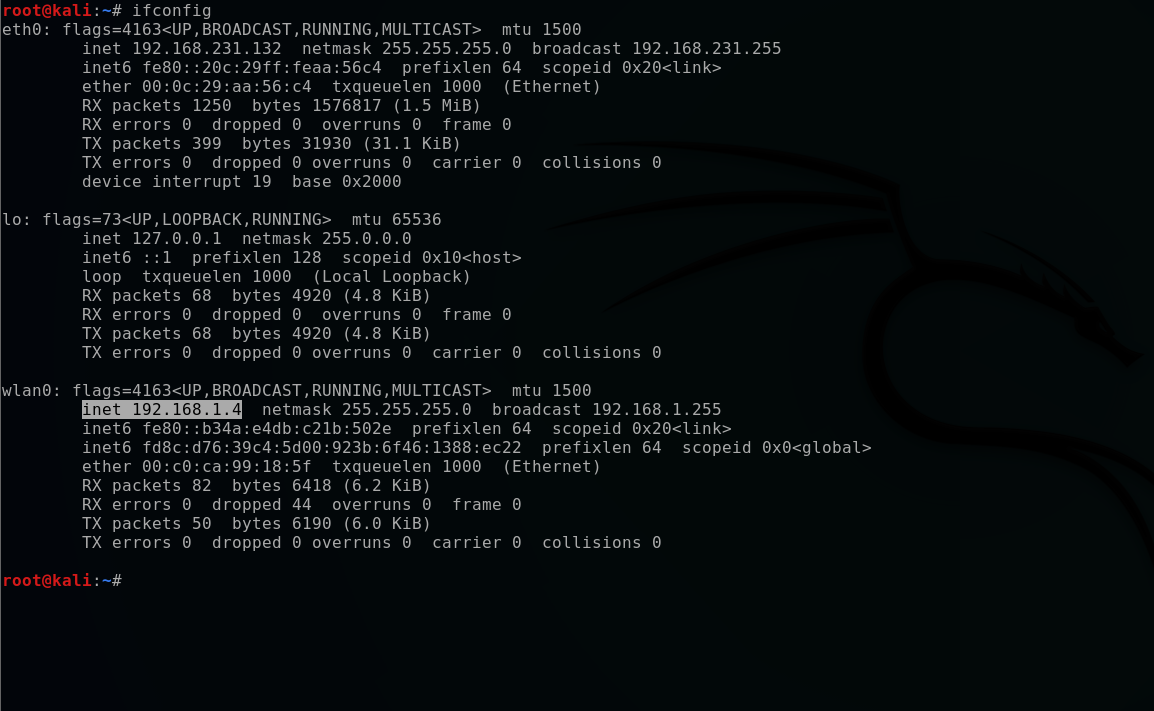 root@kali:~# ifconfig
eth0: flags=4163<UP,BROADCAST,RUNNING,MULTICAST>  mtu 1500
        inet 192.168.231.132  netmask 255.255.255.0  broadcast 192.168.231.255
        inet6 fe80::20c:29ff:feaa:56c4  prefixlen 64  scopeid 0x20<link>
        ether 00:0c:29:aa:56:c4  txqueuelen 1000  (Ethernet)
        RX packets 1250  bytes 1576817 (1.5 MiB)
        RX errors 0  dropped 0  overruns 0  frame 0
        TX packets 399  bytes 31930 (31.1 KiB)
        TX errors 0  dropped 0 overruns 0  carrier 0  collisions 0
        device interrupt 19  base 0x2000

lo: flags=73<UP,LOOPBACK,RUNNING>  mtu 65536
        inet 127.0.0.1  netmask 255.0.0.0
        inet6 ::1  prefixlen 128  scopeid 0x10<host>
        loop  txqueuelen 1000  (Local Loopback)
        RX packets 68  bytes 4920 (4.8 KiB)
        RX errors 0  dropped 0  overruns 0  frame 0
        TX packets 68  bytes 4920 (4.8 KiB)
        TX errors 0  dropped 0 overruns 0  carrier 0  collisions 0

wlan0: flags=4163<UP,BROADCAST,RUNNING,MULTICAST>  mtu 1500
        inet 192.168.1.4  netmask 255.255.255.0  broadcast 192.168.1.255
        inet6 fe80::b34a:e4db:c21b:502e  prefixlen 64  scopeid 0x20<link>
        inet6 fd8c:d76:39c4:5d00:923b:6f46:1388:ec22  prefixlen 64  scopeid 0x0<global>
        ether 00:c0:ca:99:18:5f  txqueuelen 1000  (Ethernet)
        RX packets 82  bytes 6418 (6.2 KiB)
        RX errors 0  dropped 44  overruns 0  frame 0
        TX packets 50  bytes 6190 (6.0 KiB)
        TX errors 0  dropped 0 overruns 0  carrier 0  collisions 0

root@kali:~#